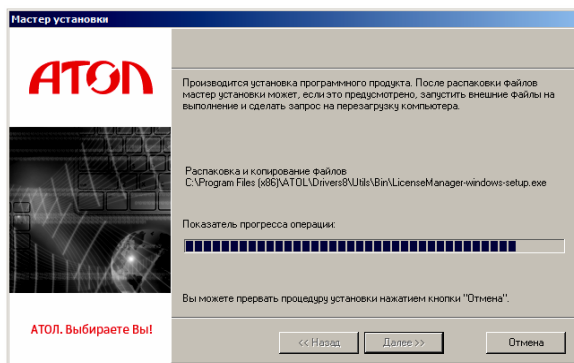 Мастер установки
АТОЛ
Производится установка программного продукта. После распаковки файлов
мастер установки может, если это предусмотрено, запустить внешние файлы на
выполнение и сделать запрос на перезагрузку компьютера.
Распаковка и копирование файлов
C:\Program Files (x86)\ATOL\Drivers8\Utils\Bin\LicenseManager-windows-setup.exe
Показатель прогресса операции:
Вы можете прервать процедуру установки нажатием кнопки "Отмена".
АТОЛ. Выбираете Вы!
<< Назад
Далее >>
Отмена